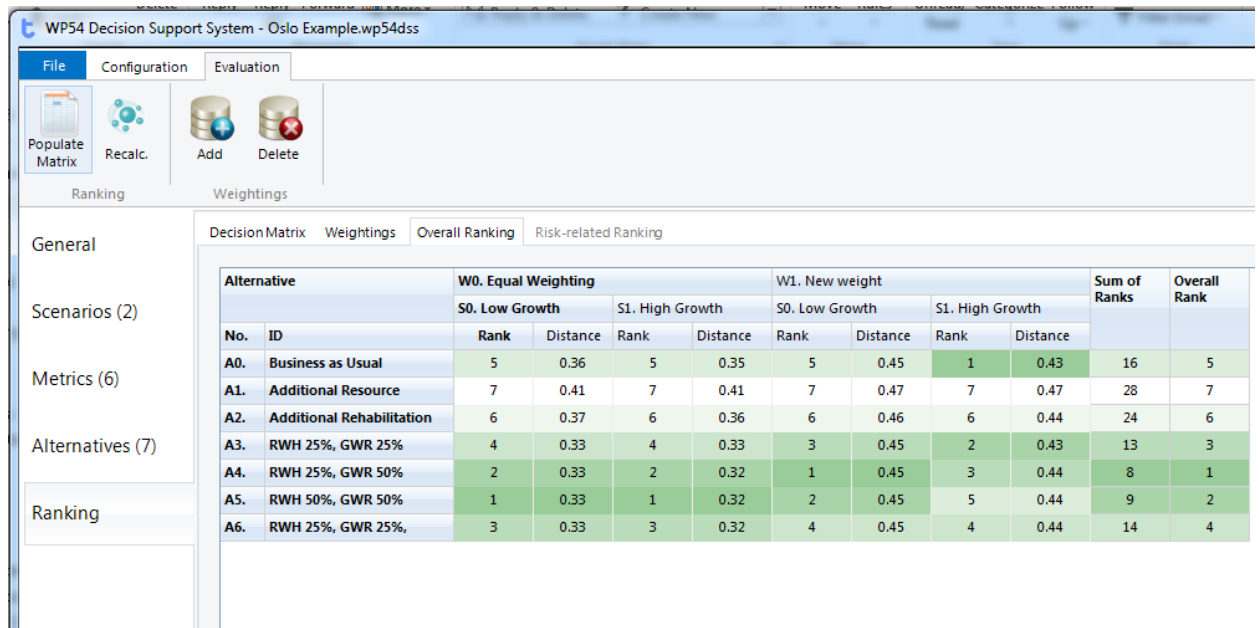 WP54 Decision Support System - Oslo Example.wp54dss
File Configuration Evaluation
Populate Matrix Recalc. Add Delete
Ranking Weightings
General
Scenarios (2)
Metrics (6)
Alternatives (7)
Ranking
Decision Matrix Weightings Overall Ranking Risk-related Ranking
Alternative W0. Equal Weighting W1. New weight Sum of Ranks Overall Rank
S0. Low Growth S1. High Growth S0. Low Growth S1. High Growth
No. ID Rank Distance Rank Distance Rank Distance Rank Distance
A0. Business as Usual 5 0.36 5 0.35 5 0.45 1 0.43 16 5
A1. Additional Resource 7 0.41 7 0.41 7 0.47 7 0.47 28 7
A2. Additional Rehabilitation 6 0.37 6 0.36 6 0.46 6 0.44 24 6
A3. RWH 25%, GWR 25% 4 0.33 4 0.33 3 0.45 2 0.43 13 3
A4. RWH 25%, GWR 50% 2 0.33 2 0.32 1 0.45 3 0.44 8 1
A5. RWH 50%, GWR 50% 1 0.33 1 0.32 2 0.45 5 0.44 9 2
A6. RWH 25%, GWR 25%, 3 0.33 3 0.32 4 0.45 4 0.44 14 4